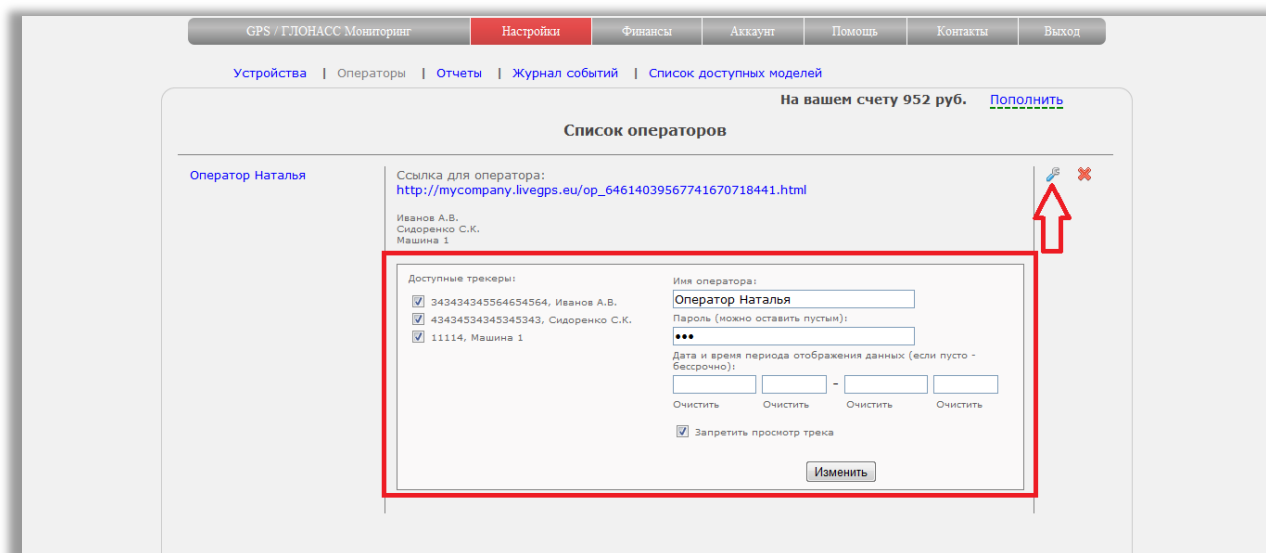 GPS / ГЛОНАСС Мониторинг Настройки Финансы Аккаунт Помощь Контакты Выход
Устройства | Операторы | Отчеты | Журнал событий | Список доступных моделей
На вашем счету 952 руб. Пополнить
Список операторов
Оператор Наталья
Ссылка для оператора:
http://mycompany.livegps.eu/op_64614039567741670718441.html
Иванов А.В.
Сидоренко С.К.
Машина 1
Доступные трекеры:
343434345564654564, Иванов А.В.
43434534345345343, Сидоренко С.К.
11114, Машина 1
Имя оператора:
Оператор Наталья
Пароль (можно оставить пустым):
•••
Дата и время периода отображения данных (если пусто -
бессрочно):
-
Очистить Очистить Очистить Очистить
Запретить просмотр трека
Изменить